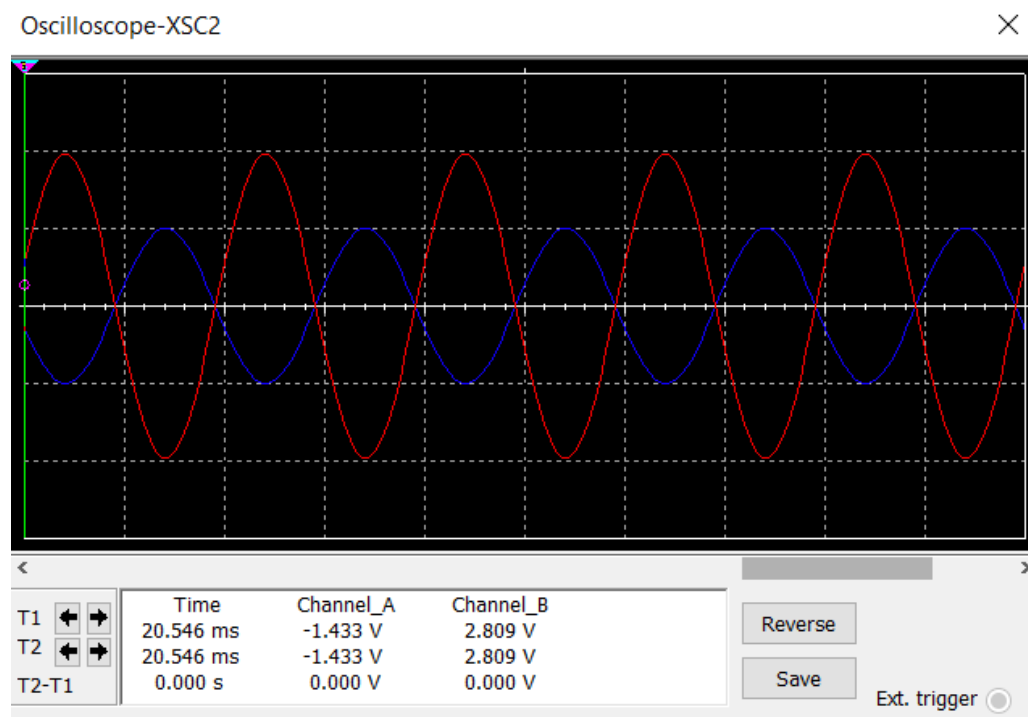 Oscilloscope-XSC2
Time Channel_A Channel_B
T1 20.546 ms -1.433 V 2.809 V
T2 20.546 ms -1.433 V 2.809 V
T2-T1 0.000 s 0.000 V 0.000 V
Reverse
Save
Ext. trigger